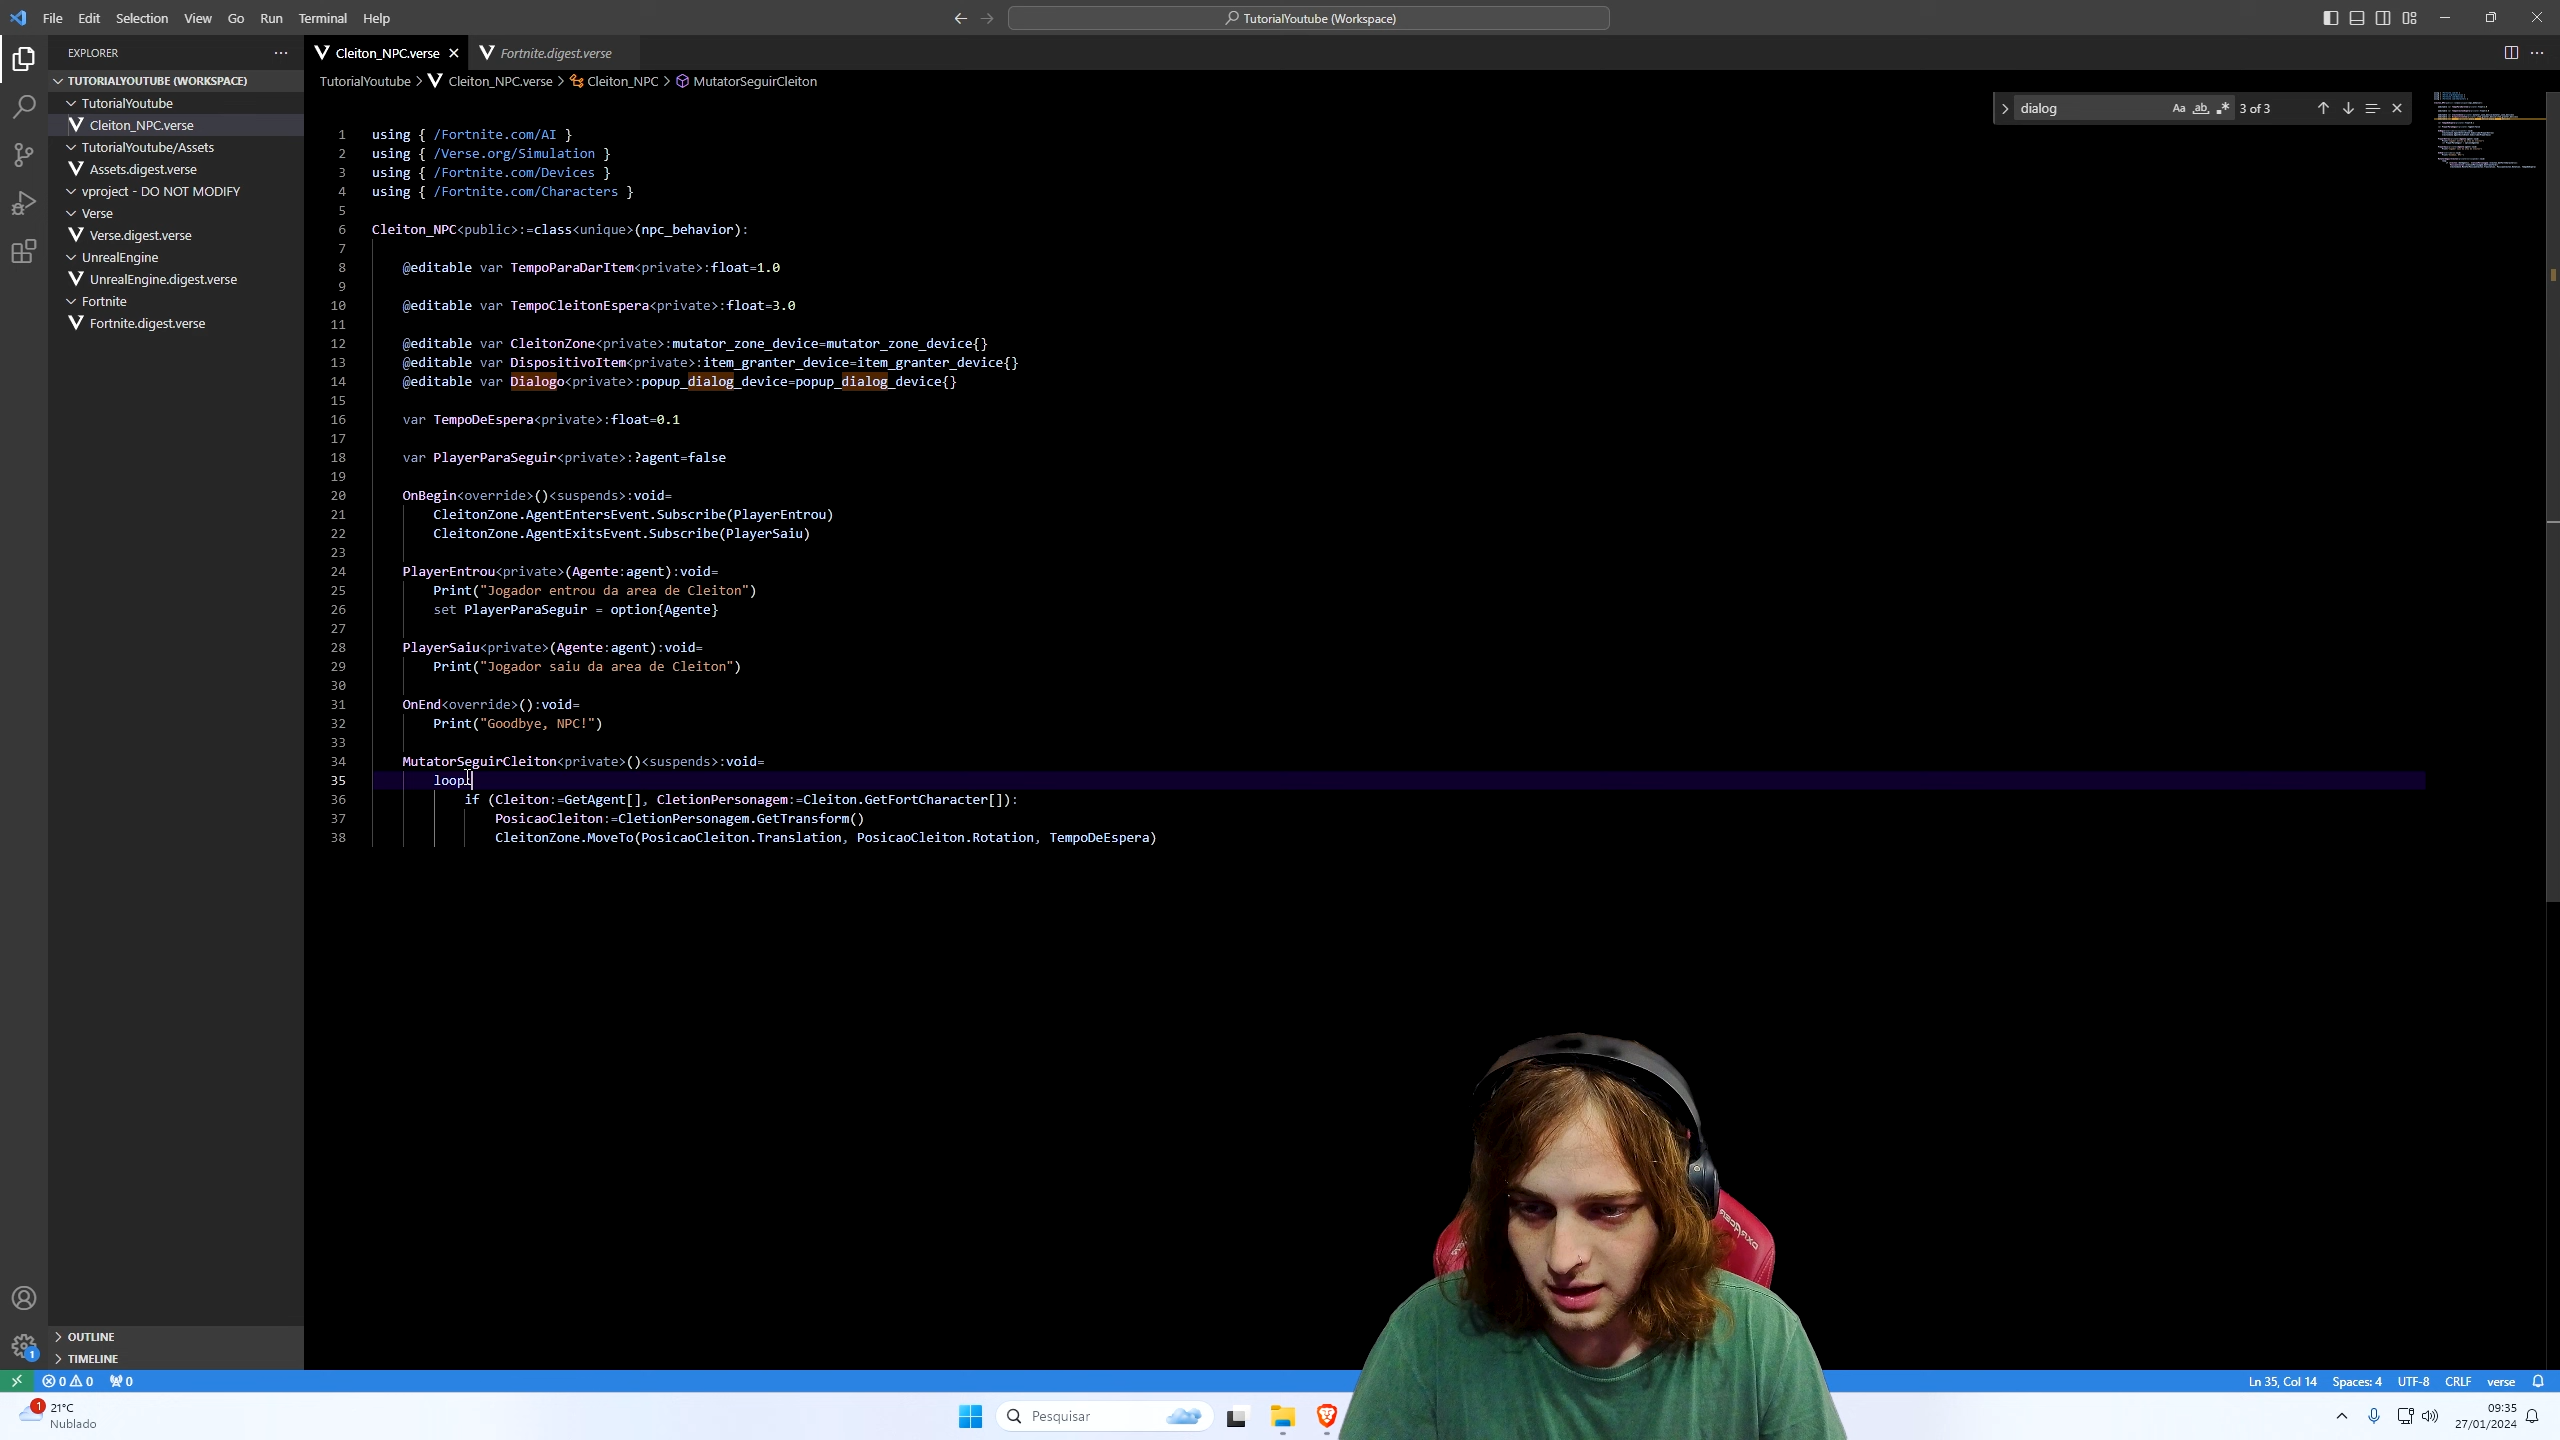 File Edit Selection View Go Run Terminal Help
TutorialYoutube (Workspace)
EXPLORER
Cleiton_NPC.verse
Fortnite.digest.verse
TUTORIALYOUTUBE (WORKSPACE)
TutorialYoutube
Cleiton_NPC.verse
TutorialYoutube/Assets
Assets.digest.verse
vproject - DO NOT MODIFY
Verse
Verse.digest.verse
UnrealEngine
UnrealEngine.digest.verse
Fortnite
Fortnite.digest.verse
TutorialYoutube > Cleiton_NPC.verse > Cleiton_NPC > MutatorSeguirCleiton
dialog Aa ab 3 of 3
1 using { /Fortnite.com/AI }
2 using { /Verse.org/Simulation }
3 using { /Fortnite.com/Devices }
4 using { /Fortnite.com/Characters }
5
6 Cleiton_NPC<public>:=class<unique>(npc_behavior):
7
8 @editable var TempoParaDarItem<private>:float=1.0
9
10 @editable var TempoCleitonEspera<private>:float=3.0
11
12 @editable var CleitonZone<private>:mutator_zone_device=mutator_zone_device{}
13 @editable var DispositivoItem<private>:item_granter_device=item_granter_device{}
14 @editable var Dialogo<private>:popup_dialog_device=popup_dialog_device{}
15
16 var TempoDeEspera<private>:float=0.1
17
18 var PlayerParaSeguir<private>:?agent=false
19
20 OnBegin<override>()<suspends>:void=
21 CleitonZone.AgentEntersEvent.Subscribe(PlayerEntrou)
22 CleitonZone.AgentExitsEvent.Subscribe(PlayerSaiu)
23
24 PlayerEntrou<private>(Agente:agent):void=
25 Print("Jogador entrou da area de Cleiton")
26 set PlayerParaSeguir = option{Agente}
27
28 PlayerSaiu<private>(Agente:agent):void=
29 Print("Jogador saiu da area de Cleiton")
30
31 OnEnd<override>():void=
32 Print("Goodbye, NPC!")
33
34 MutatorSeguirCleiton<private>()<suspends>:void=
35 loop:
36 if (Cleiton:=GetAgent[], CletionPersonagem:=Cleiton.GetFortCharacter[]):
37 PosicaoCleiton:=CletionPersonagem.GetTransform()
38 CleitonZone.MoveTo(PosicaoCleiton.Translation, PosicaoCleiton.Rotation, TempoDeEspera)
OUTLINE
TIMELINE
1
0 0 0
Ln 35, Col 14 Spaces: 4 UTF-8 CRLF verse
1
21°C
Nublado
Pesquisar
09:35
27/01/2024
DXRACER